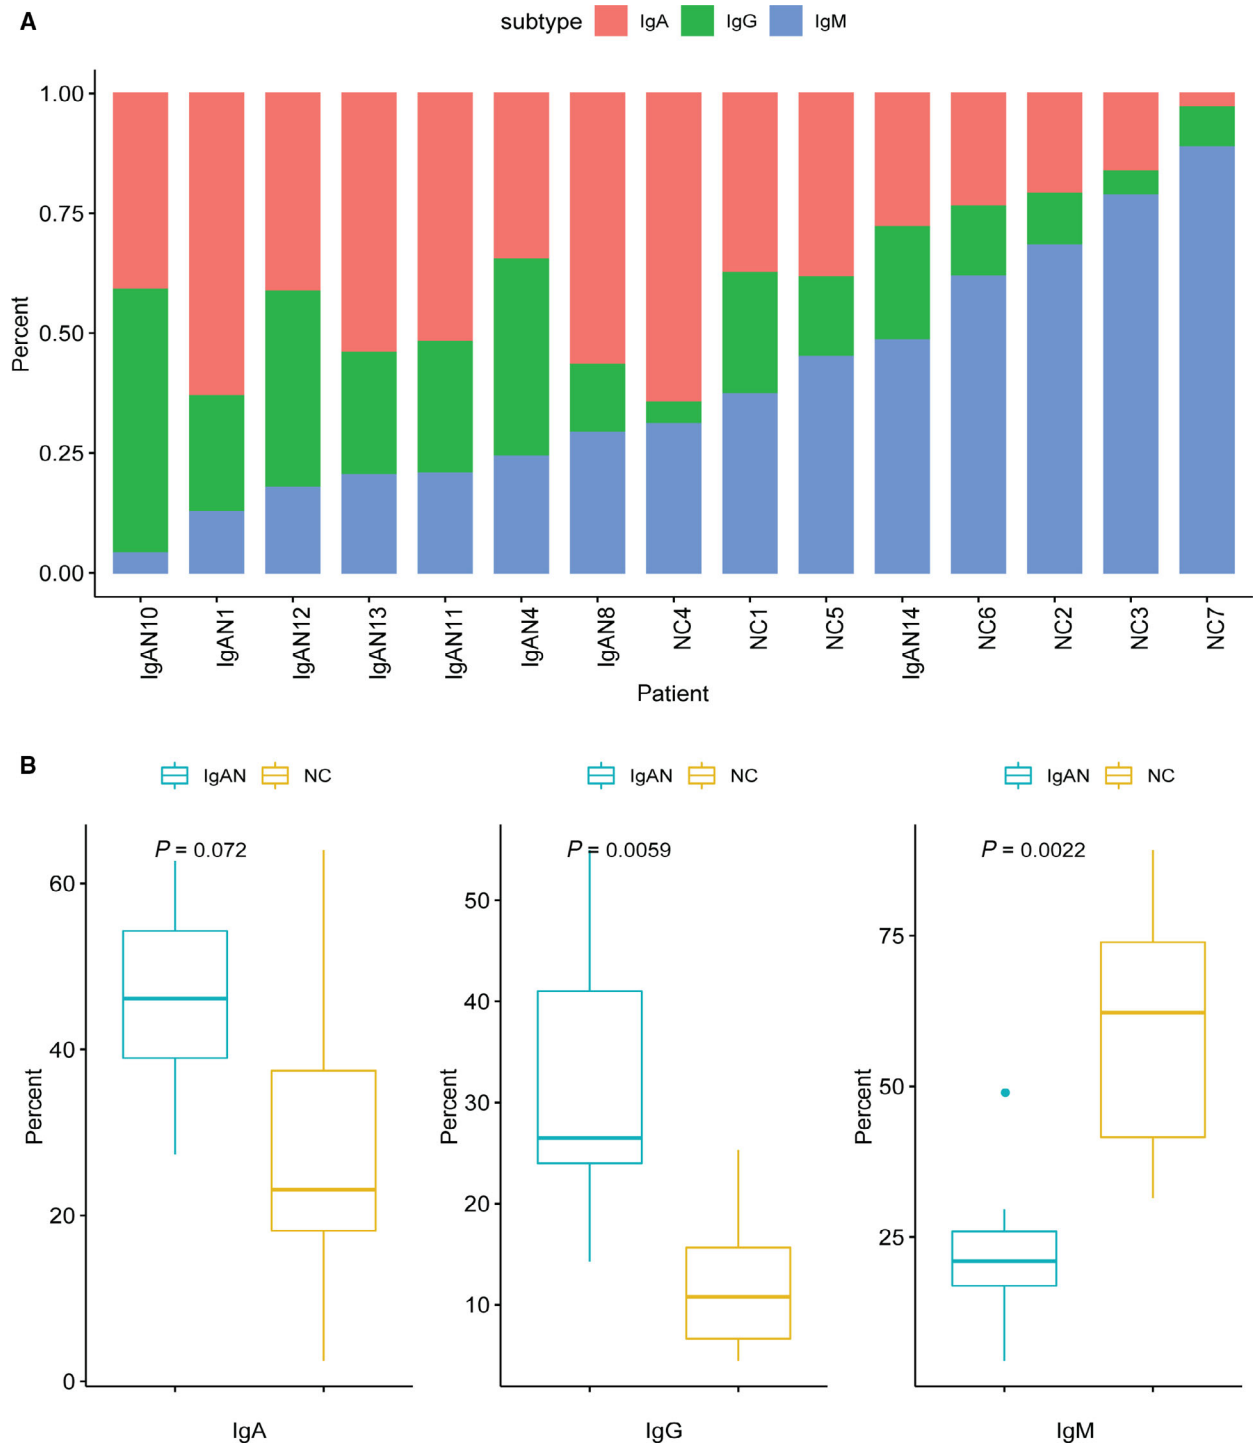 A
subtype IgA IgG IgM
1.00
0.75
0.50
0.25
0.00
Percent
IgAN10 IgAN1 IgAN12 IgAN13 IgAN11 IgAN4 IgAN8 NC4 NC1 NC5 IgAN14 NC6 NC2 NC3 NC7
Patient
B
IgAN NC
P = 0.072
60
40
20
0
Percent
IgA
IgAN NC
P = 0.0059
50
40
30
20
10
Percent
IgG
IgAN NC
P = 0.0022
75
50
25
Percent
IgM